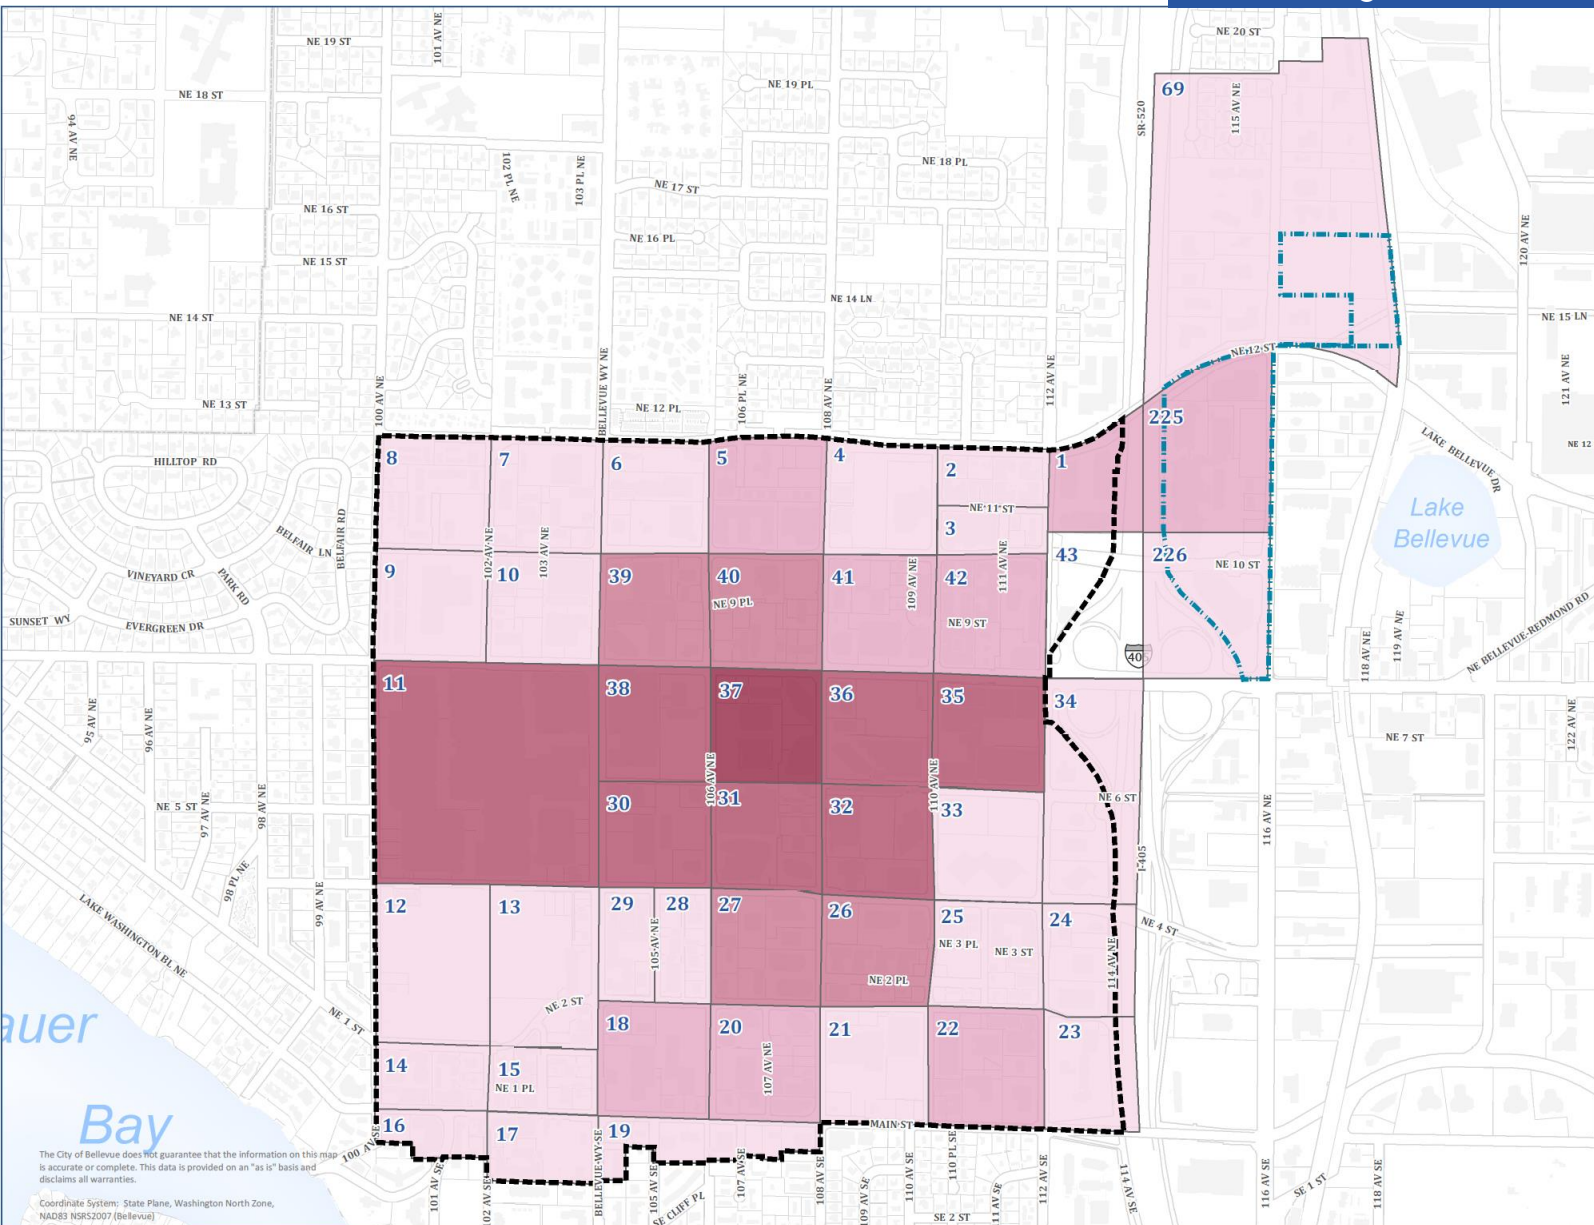 NE 20 ST
NE 19 ST
101 AV NE
NE 19 PL
69
115 AV NE
NE 18 ST
SR-520
94 AV NE
102 PL NE
103 PL NE
NE 18 PL
NE 17 ST
NE 16 ST
NE 16 PL
120 AV NE
NE 15 ST
NE 14 LN
NE 14 ST
NE 15 LN
NE 12 ST
BELLEVUE WY NE
112 AV NE
121 AV NE
100 AV NE
106 PL NE
108 AV NE
NE 13 ST
NE 12 PL
225
NE 12
LAKE BELLEVUE DR
HILLTOP RD
8
7
6
5
4
2
1
NE 11 ST
Lake
Bellevue
3
BELFAIR LN
BELFAIR RD
102 AV NE
103 AV NE
111 AV NE
43
226
NE 10 ST
VINEYARD CR
PARK RD
9
10
39
40
41
109 AV NE
42
NE 9 PL
NE 9 ST
SUNSET WY
EVERGREEN DR
118 AV NE
119 AV NE
NE BELLEVUE-REDMOND RD
11
38
37
36
35
34
95 AV NE
96 AV NE
122 AV NE
NE 7 ST
106 AV NE
110 AV NE
NE 5 ST
97 AV NE
98 AV NE
30
31
32
33
NE 6 ST
116 AV NE
I-405
98 PL NE
99 AV NE
LAKE WASHINGTON BL NE
12
13
29
28
27
26
25
24
105 AV NE
NE 3 PL
NE 3 ST
NE 4 ST
114 AV NE
NE 2 PL
NE 2 ST
NE 1 ST
18
20
21
22
23
auer
107 AV NE
14
15
NE 1 PL
Bay
16
17
19
MAIN ST
The City of Bellevue does not guarantee that the information on this map
is accurate or complete. This data is provided on an "as is" basis and
disclaims all warranties.
100 AV SE
101 AV SE
102 AV SE
BELLEVUE WY SE
105 AV SE
107 AV SE
108 AV SE
109 AV SE
110 AV SE
110 PL SE
112 AV SE
114 AV SE
116 AV SE
SE 1 ST
118 AV SE
SE CLIFF PL
SE 2 ST
Coordinate System: State Plane, Washington North Zone,
NAD83 NSRS2007 (Bellevue)